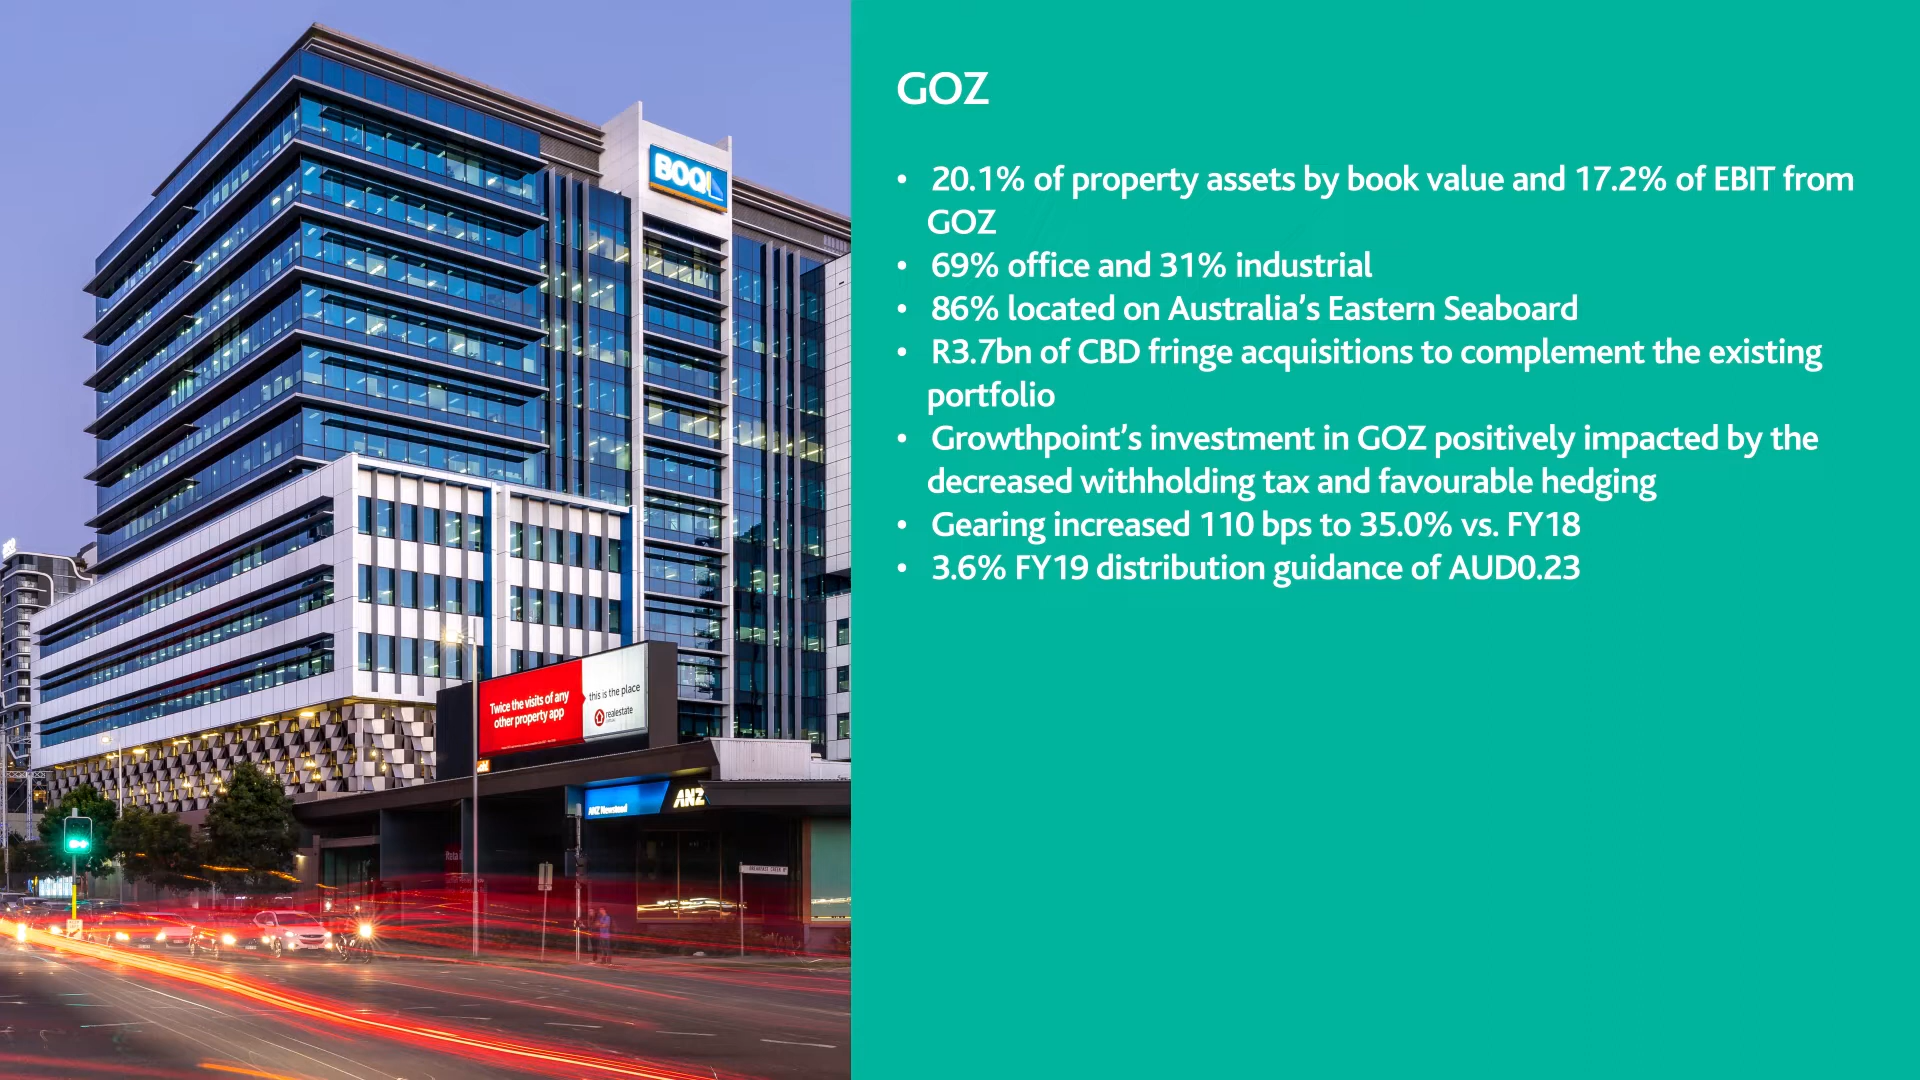 GOZ
• 20.1% of property assets by book value and 17.2% of EBIT from
GOZ
• 69% office and 31% industrial
• 86% located on Australia's Eastern Seaboard
• R3.7bn of CBD fringe acquisitions to complement the existing
portfolio
• Growthpoint's investment in GOZ positively impacted by the
decreased withholding tax and favourable hedging
• Gearing increased 110 bps to 35.0% vs. FY18
• 3.6% FY19 distribution guidance of AUD0.23
BOQ
Twice the visits of any
other property app
this is the place
realestate
ANZ Newstead
ANZ